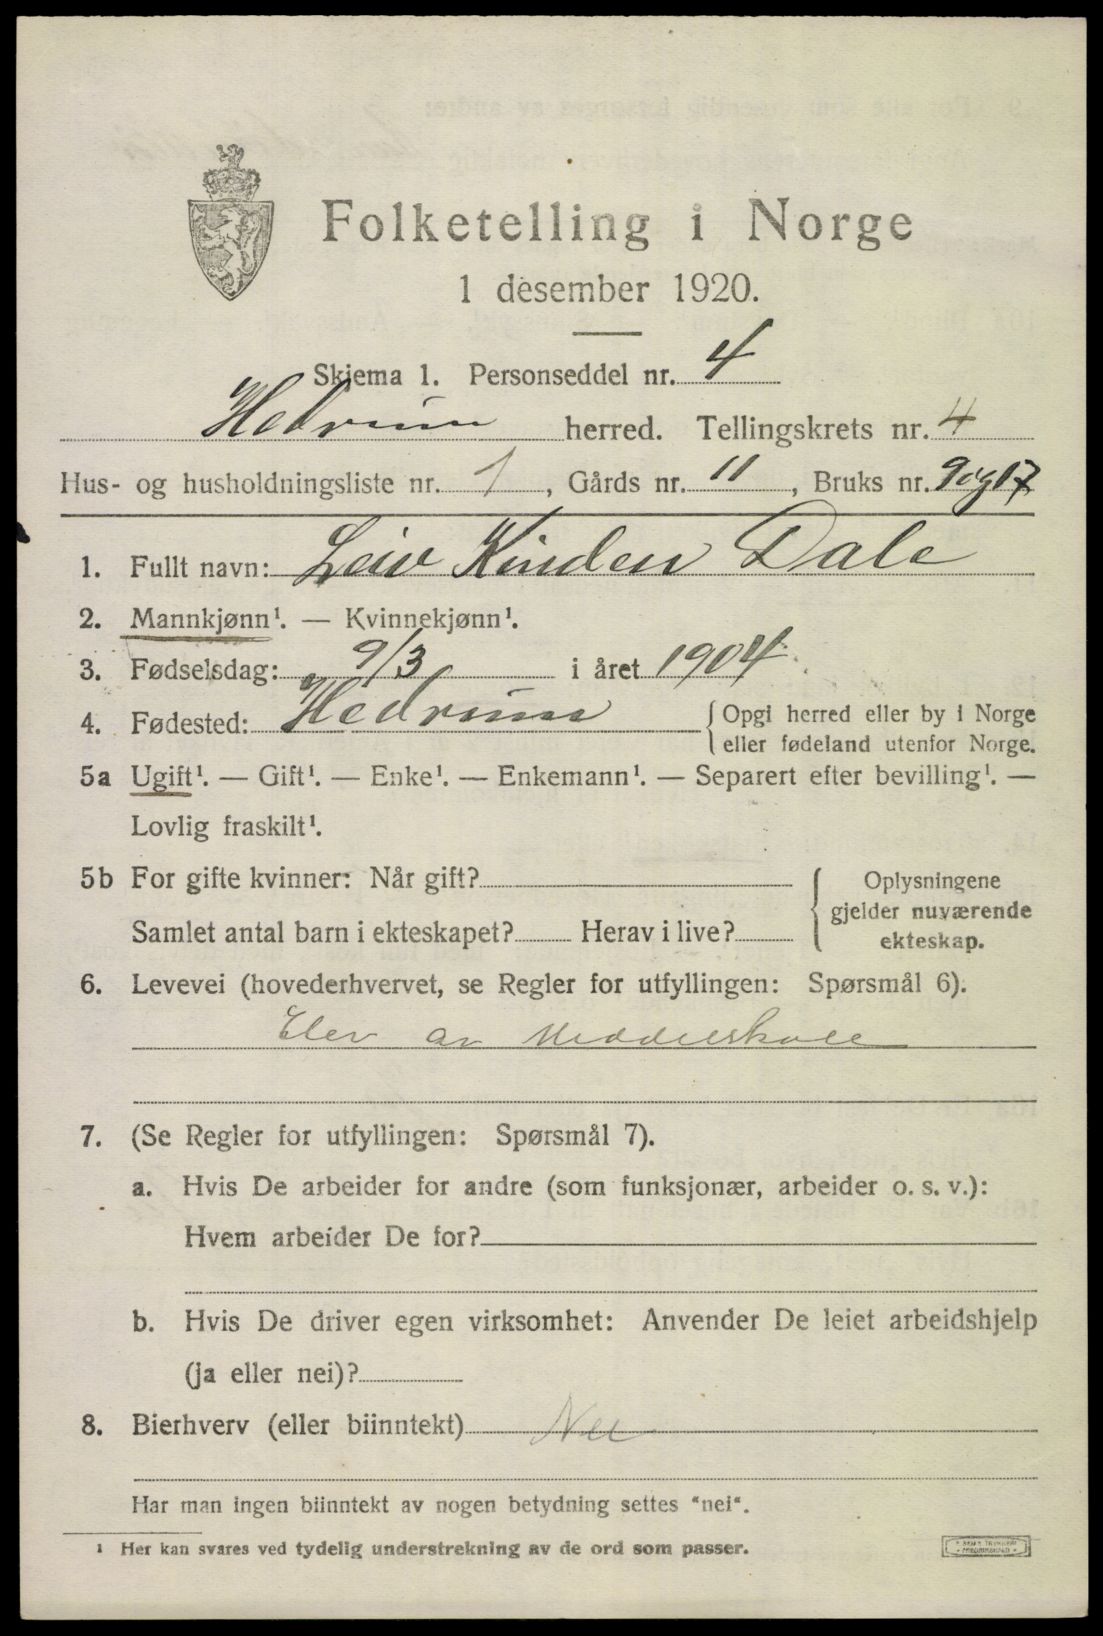 Folketelling i Norge
1 desember 1920.
Skjema 1. Personseddel nr. 4
Hedrum herred. Tellingskrets nr. 4
Hus- og husholdningsliste nr. 1, Gårds nr. 11, Bruks nr. 9 og 17
1. Fullt navn: Leiv Dale
2. Mannkjønn¹. — Kvinnekjønn¹.
3. Fødselsdag: 9/3 i året 1904.
4. Fødested: Hedrum {Opgi herred eller by i Norge
eller fødeland utenfor Norge.
5a Ugift¹. — Gift¹. — Enke¹. — Enkemann¹. — Separert efter bevilling¹. —
Lovlig fraskilt¹.
5b For gifte kvinner: Når gift?
Samlet antal barn i ekteskapet? Herav i live?
{Oplysningene
gjelder nuværende
ekteskap.
6. Levevei (hovederhvervet, se Regler for utfyllingen: Spørsmål 6).
Elev av Middelskole
7. (Se Regler for utfyllingen: Spørsmål 7).
a. Hvis De arbeider for andre (som funksjonær, arbeider o. s. v.):
Hvem arbeider De for?
b. Hvis De driver egen virksomhet: Anvender De leiet arbeidshjelp
(ja eller nei)?
8. Bierhverv (eller biinntekt) Nei
Har man ingen biinntekt av nogen betydning settes "nei".
¹ Her kan svares ved tydelig understrekning av de ord som passer.